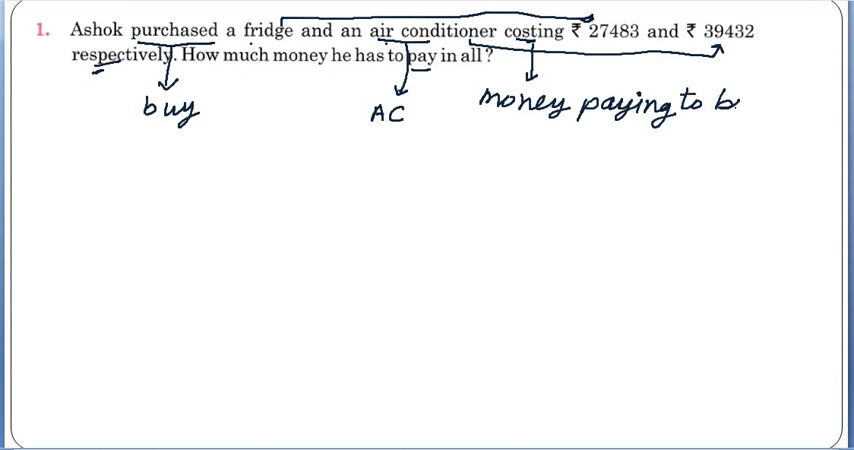 1. Ashok purchased a fridge and an air conditioner costing ₹ 27483 and ₹ 39432
respectively. How much money he has to pay in all?
buy AC money paying to b